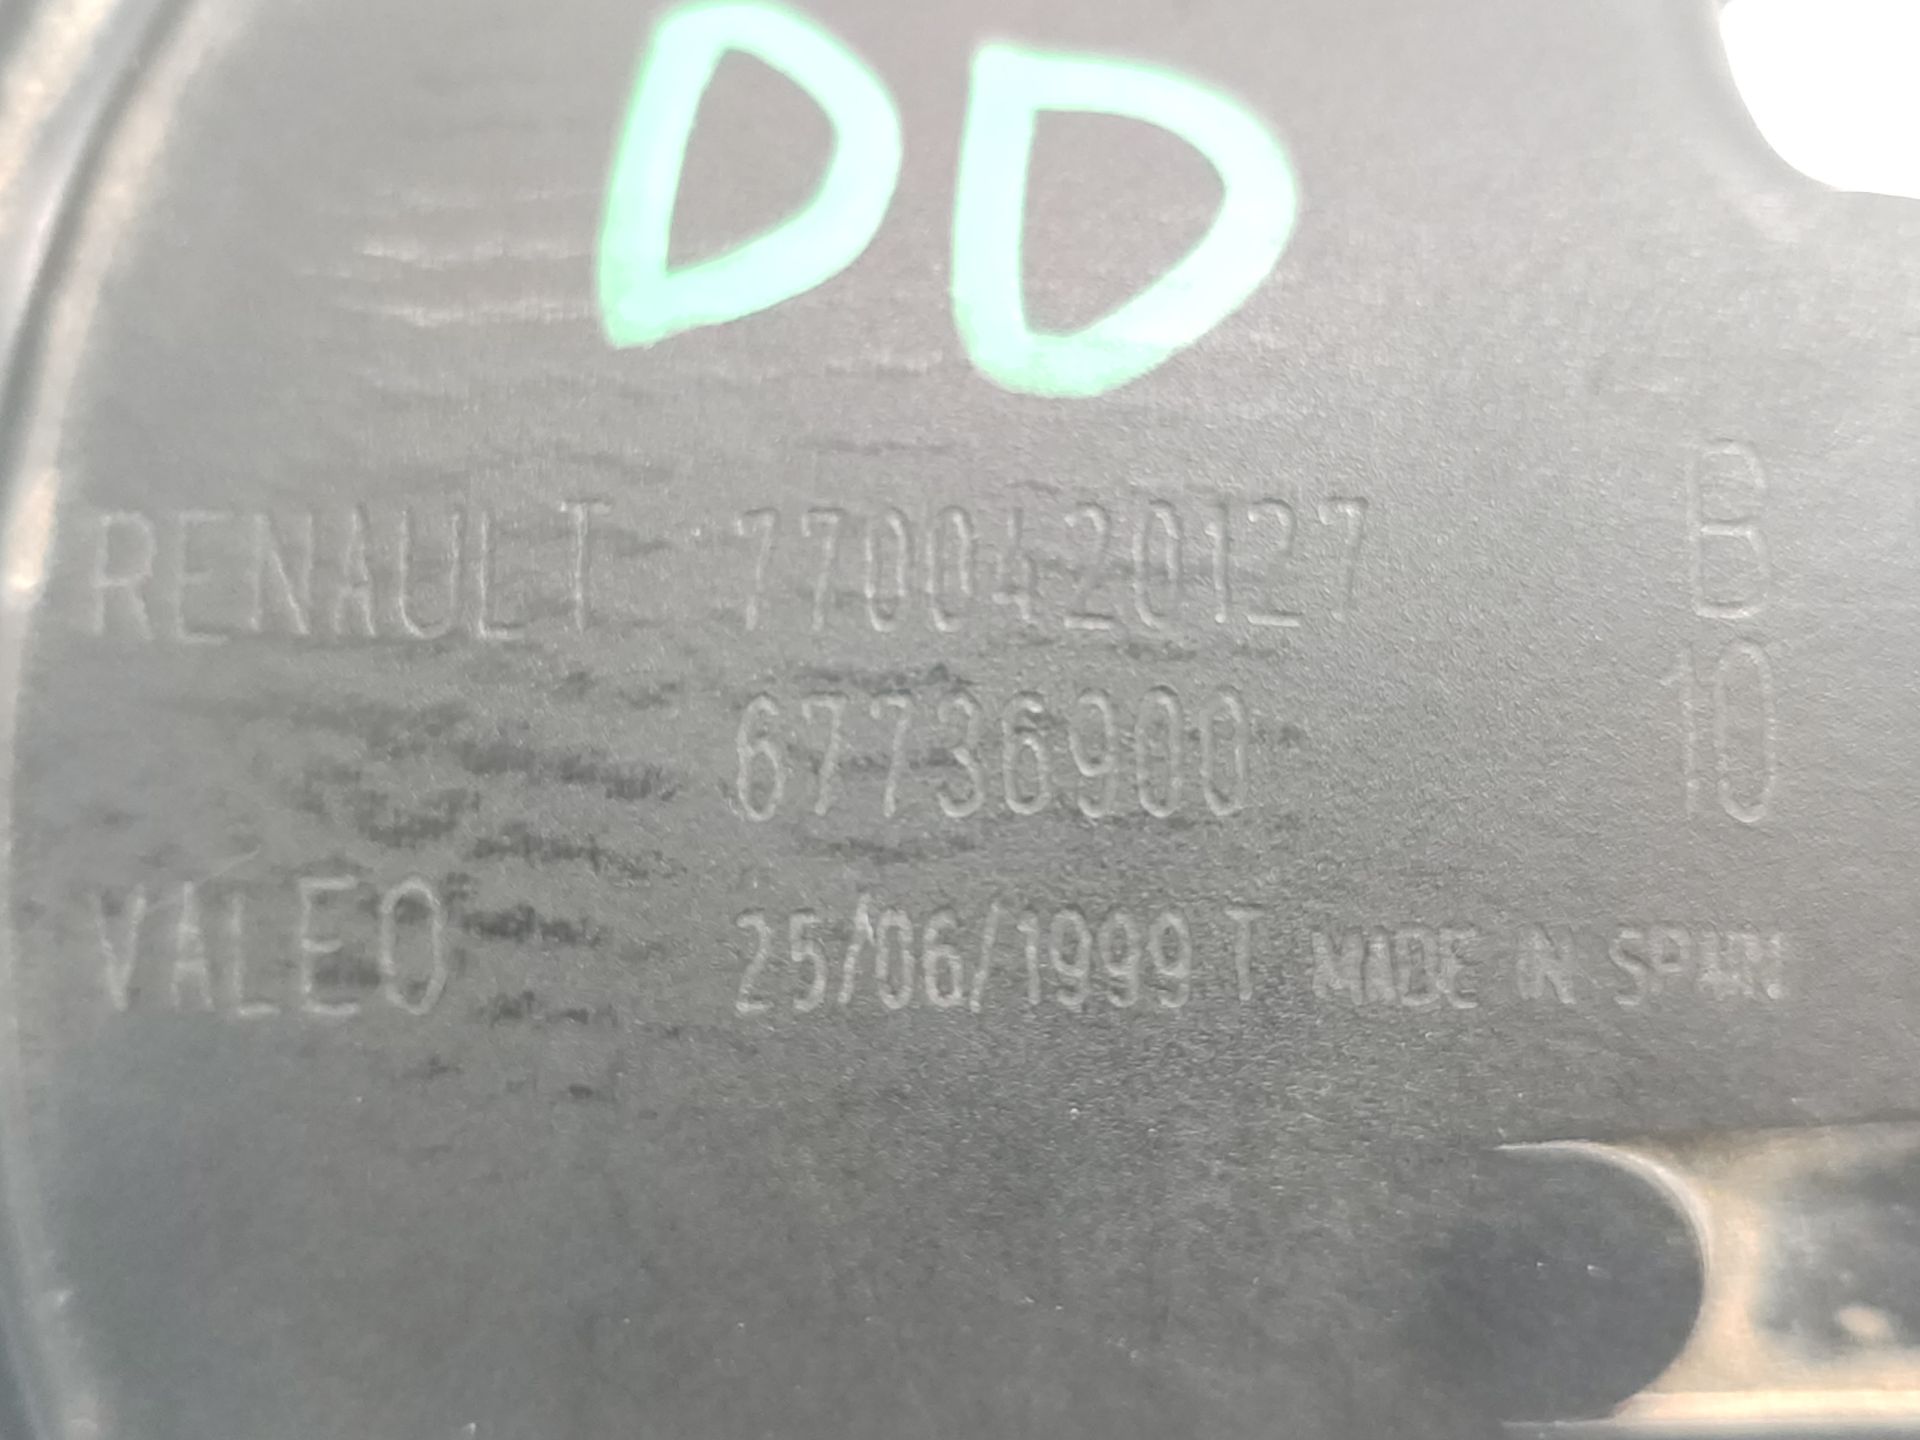 DD
RENAULT 7700420127 B
67736900 10
VALEO 25/06/1999 T MADE IN SPAIN